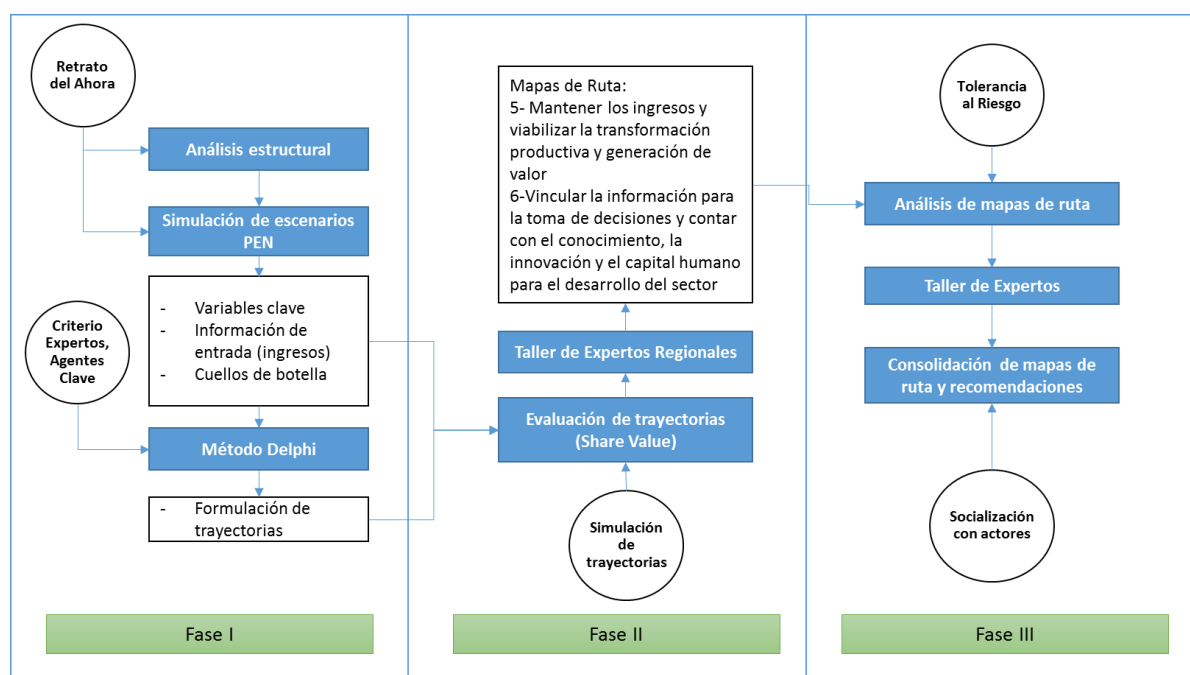 Retrato
del Ahora
Análisis estructural
Simulación de escenarios
PEN
- Variables clave
- Información de
entrada (ingresos)
- Cuellos de botella
Criterio
Expertos,
Agentes
Clave
Método Delphi
- Formulación de
trayectorias
Fase I
Mapas de Ruta:
5- Mantener los ingresos y
viabilizar la transformación
productiva y generación de
valor
6-Vincular la información para
la toma de decisiones y contar
con el conocimiento, la
innovación y el capital humano
para el desarrollo del sector
Taller de Expertos Regionales
Evaluación de trayectorias
(Share Value)
Simulación
de
trayectorias
Fase II
Tolerancia
al Riesgo
Análisis de mapas de ruta
Taller de Expertos
Consolidación de mapas de
ruta y recomendaciones
Socialización
con actores
Fase III